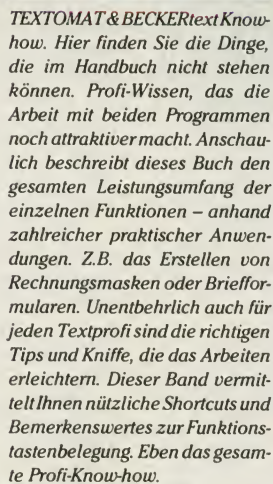 TEXTOMAT & BECKERtext Know-
how. Hier finden Sie die Dinge,
die im Handbuch nicht stehen
können. Profi-Wissen, das die
Arbeit mit beiden Programmen
noch attraktiver macht. Anschau-
lich beschreibt dieses Buch den
gesamten Leistungsumfang der
einzelnen Funktionen – anhand
zahlreicher praktischer Anwen-
dungen. Z.B. das Erstellen von
Rechnungsmasken oder Briefor-
mularen. Unentbehrlich auch für
jeden Textprofi sind die richtigen
Tips und Kniffe, die das Arbeiten
erleichtern. Dieser Band vermit-
telt Ihnen nützliche Shortcuts und
Bemerkenswertes zur Funktions-
tastenbelegung. Eben das gesam-
te Profi-Know-how.